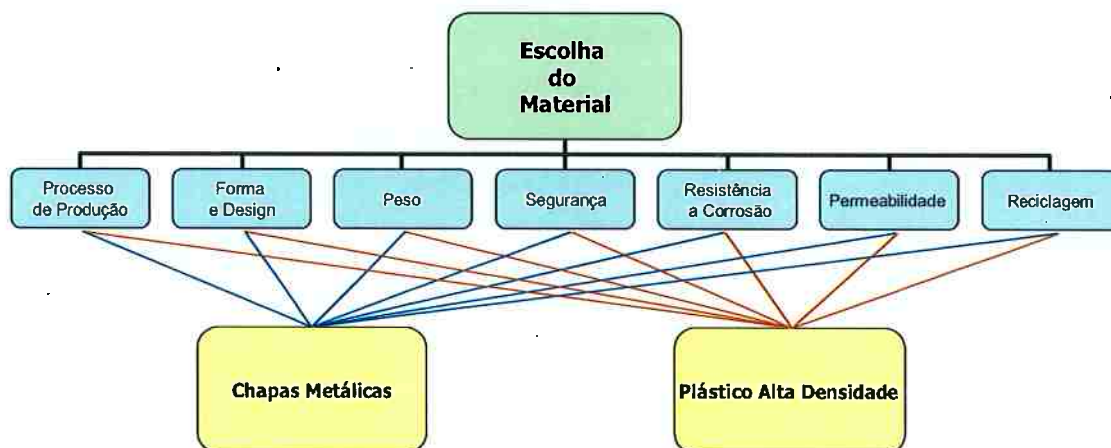 Escolha
do
Material
Processo
de Produção
Forma
e Design
Peso
Segurança
Resistência
a Corrosão
Permeabilidade
Reciclagem
Chapas Metálicas
Plástico Alta Densidade